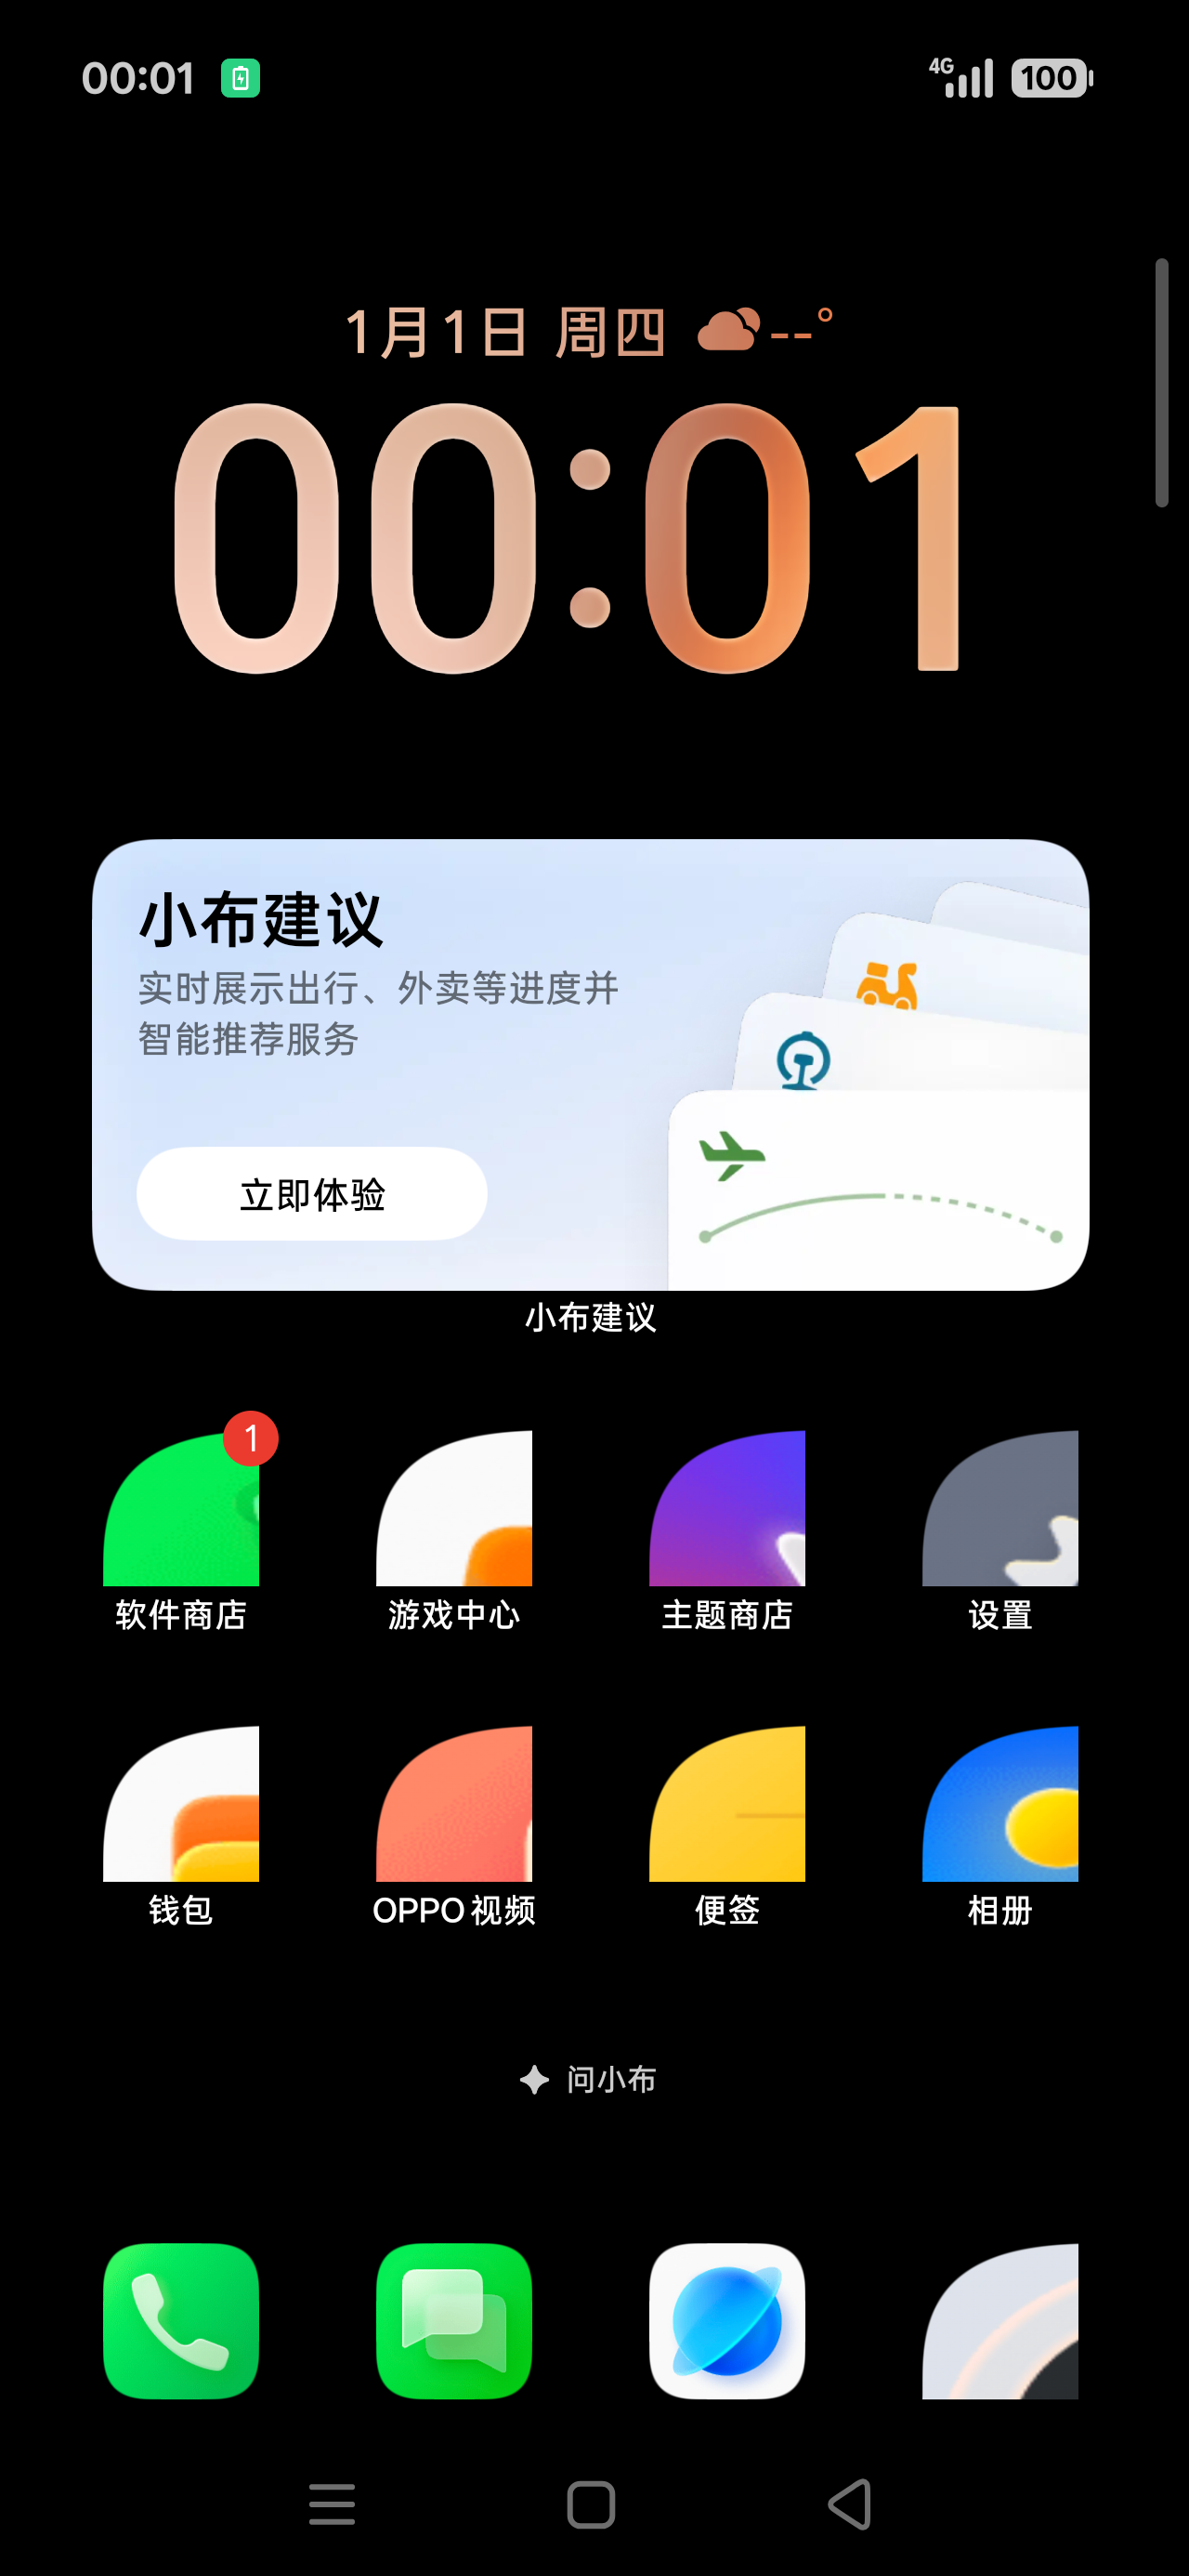 00:01
4G
100
1月1日 周四 --°
00:01
小布建议
实时展示出行、外卖等进度并
智能推荐服务
立即体验
小布建议
1
软件商店
游戏中心
主题商店
设置
钱包
OPPO 视频
便签
相册
问小布